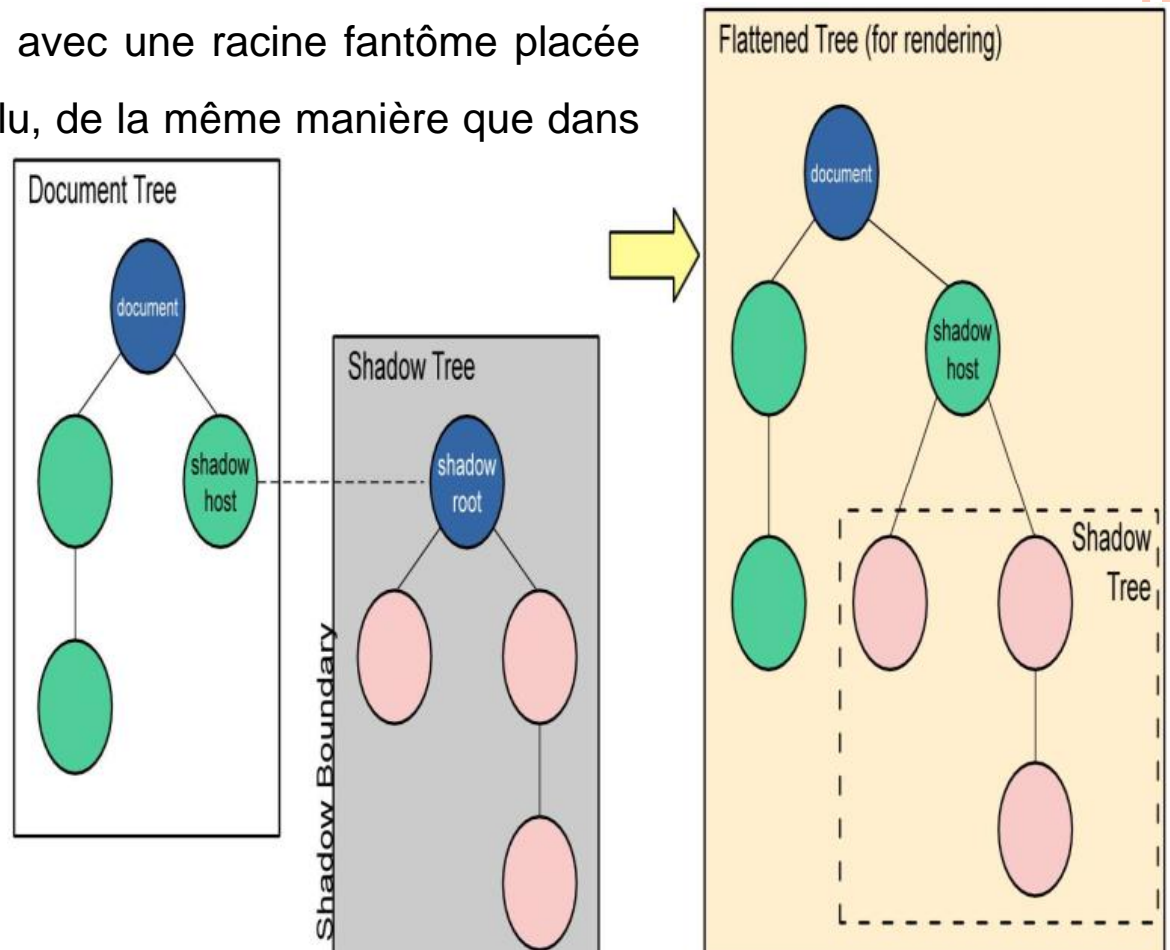 avec une racine fantôme placée
lu, de la même manière que dans
Document Tree
document
shadow
host
Shadow Tree
shadow
root
Shadow Boundary
Flattened Tree (for rendering)
document
shadow
host
Shadow
Tree